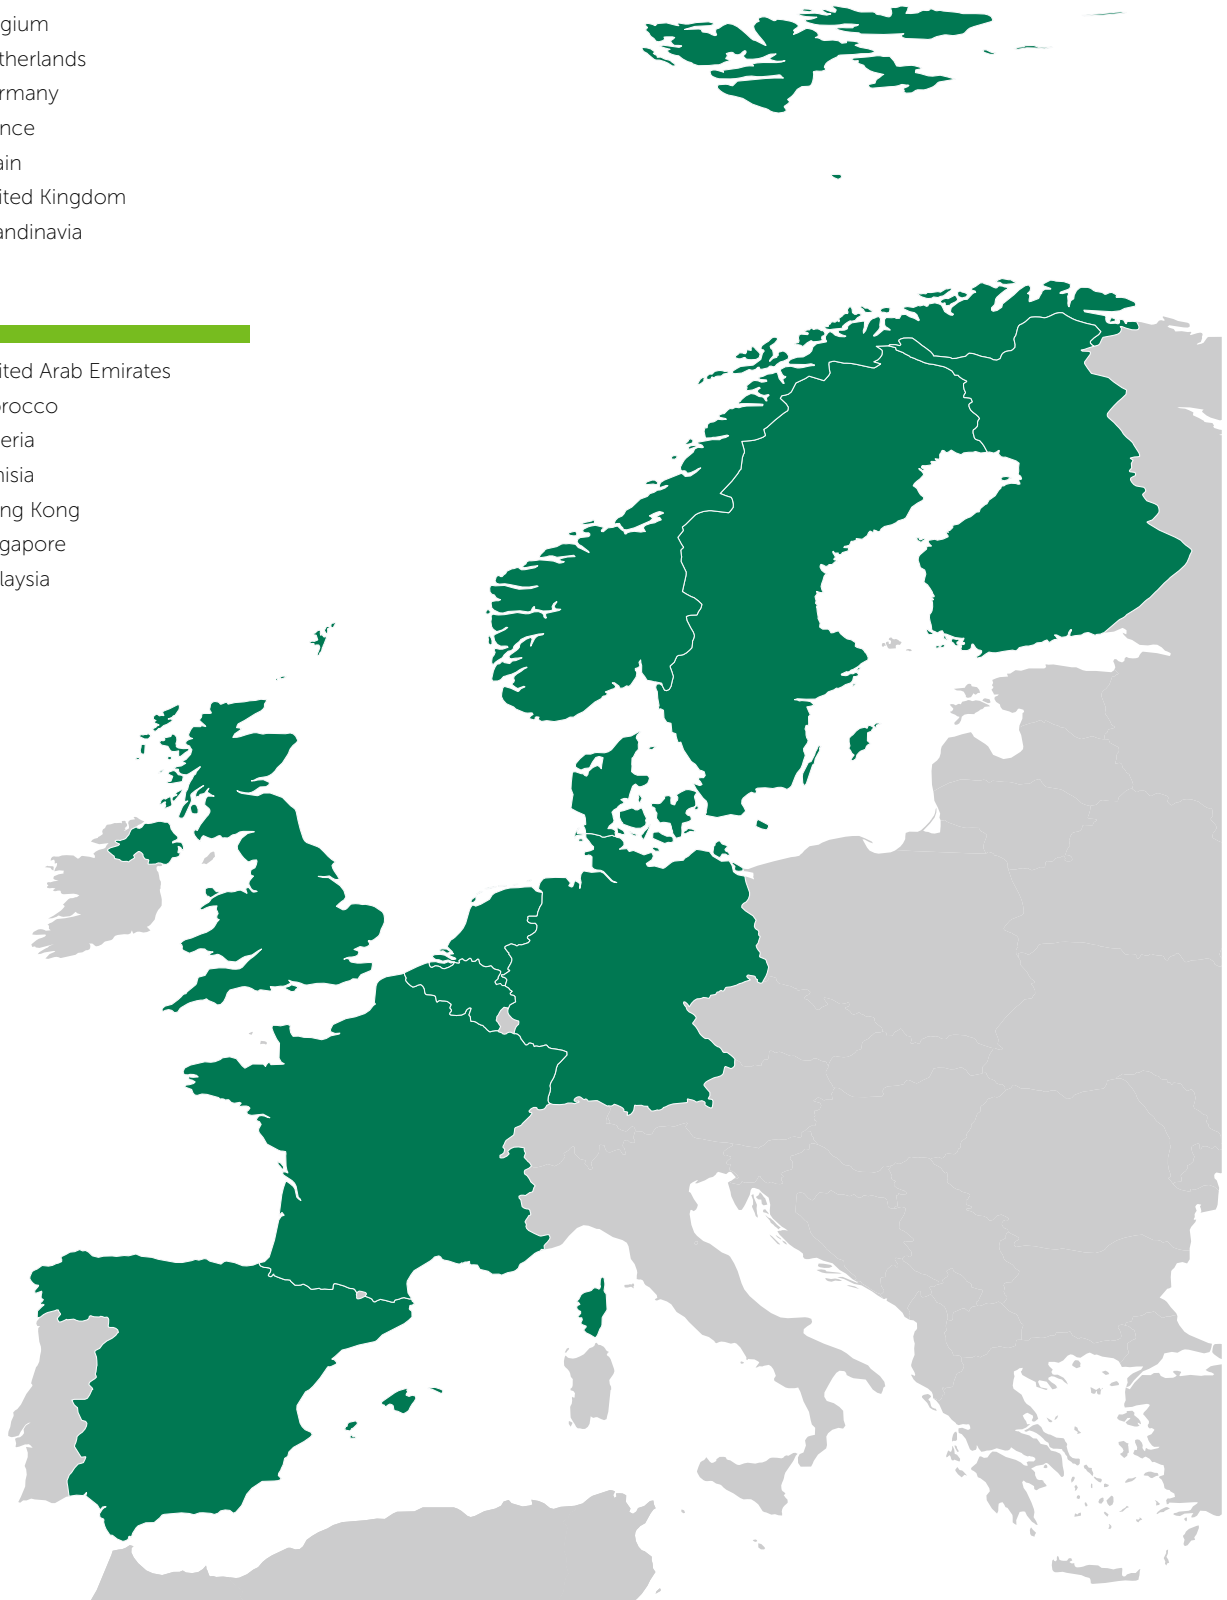 gium
therlands
rmany
nce
ain
ited Kingdom
andinavia
ited Arab Emirates
rocco
eria
nisia
ng Kong
gapore
laysia